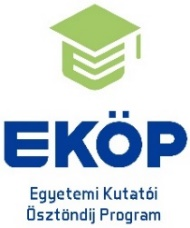 EKÖP
Egyetemi Kutatói
Ösztöndíj Program